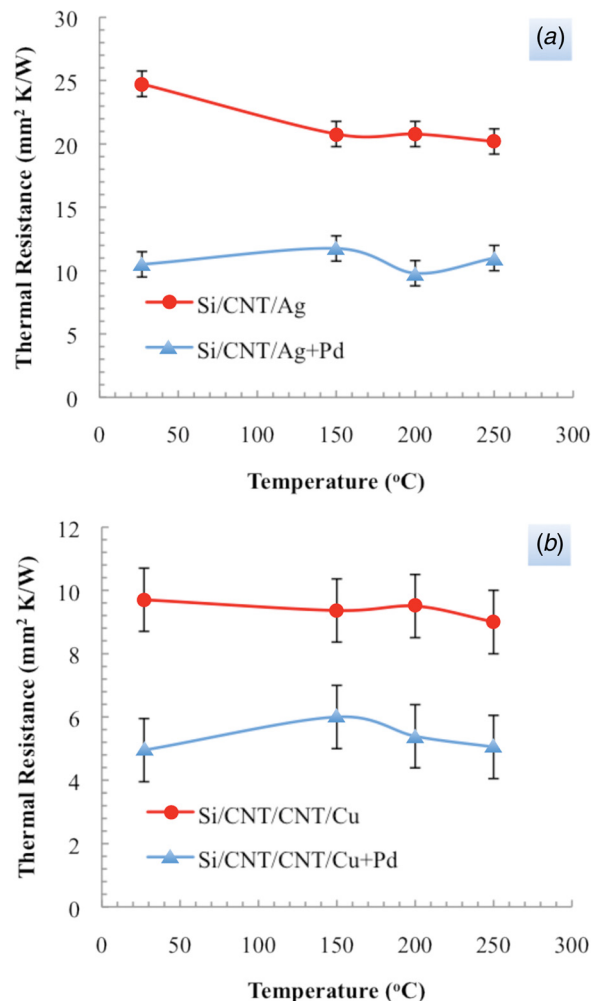 (a)
30
25
20
15
10
5
0
Thermal Resistance (mm² K/W)
Si/CNT/Ag
Si/CNT/Ag+Pd
0 50 100 150 200 250 300
Temperature (ºC)
(b)
12
10
8
6
4
2
0
Thermal Resistance (mm² K/W)
Si/CNT/CNT/Cu
Si/CNT/CNT/Cu+Pd
0 50 100 150 200 250 300
Temperature (ºC)